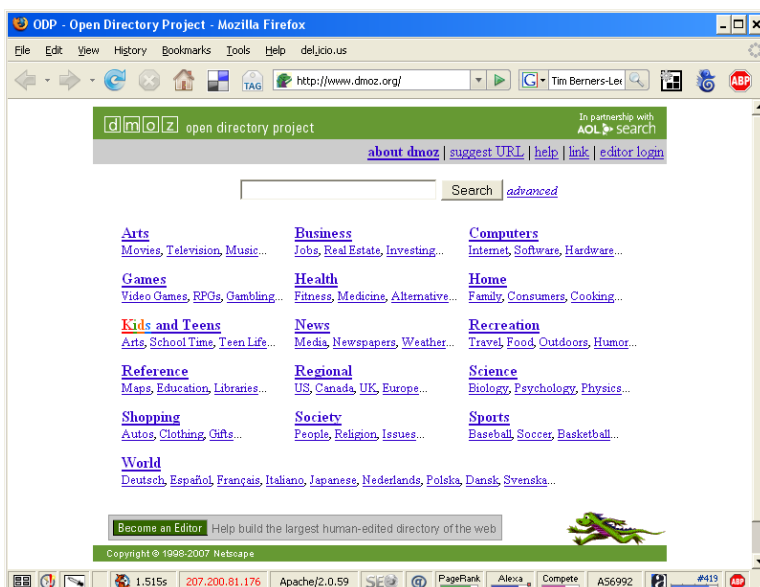 ODP - Open Directory Project - Mozilla Firefox
File Edit View History Bookmarks Tools Help del.icio.us
TAG http://www.dmoz.org/ G Tim Berners-Lee ABP
dmoz open directory project
In partnership with
AOL search
about dmoz | suggest URL | help | link | editor login
Search advanced
Arts Business Computers
Movies, Television, Music... Jobs, Real Estate, Investing... Internet, Software, Hardware...
Games Health Home
Video Games, RPGs, Gambling... Fitness, Medicine, Alternative... Family, Consumers, Cooking...
Kids and Teens News Recreation
Arts, School Time, Teen Life... Media, Newspapers, Weather... Travel, Food, Outdoors, Humor...
Reference Regional Science
Maps, Education, Libraries... US, Canada, UK, Europe... Biology, Psychology, Physics...
Shopping Society Sports
Autos, Clothing, Gifts... People, Religion, Issues... Baseball, Soccer, Basketball...
World
Deutsch, Español, Français, Italiano, Japanese, Nederlands, Polska, Dansk, Svenska...
Become an Editor Help build the largest human-edited directory of the web
Copyright © 1998-2007 Netscape
1.515s 207.200.81.176 Apache/2.0.59 SEO @ PageRank Alexa Compete AS6992 P #419 ABP